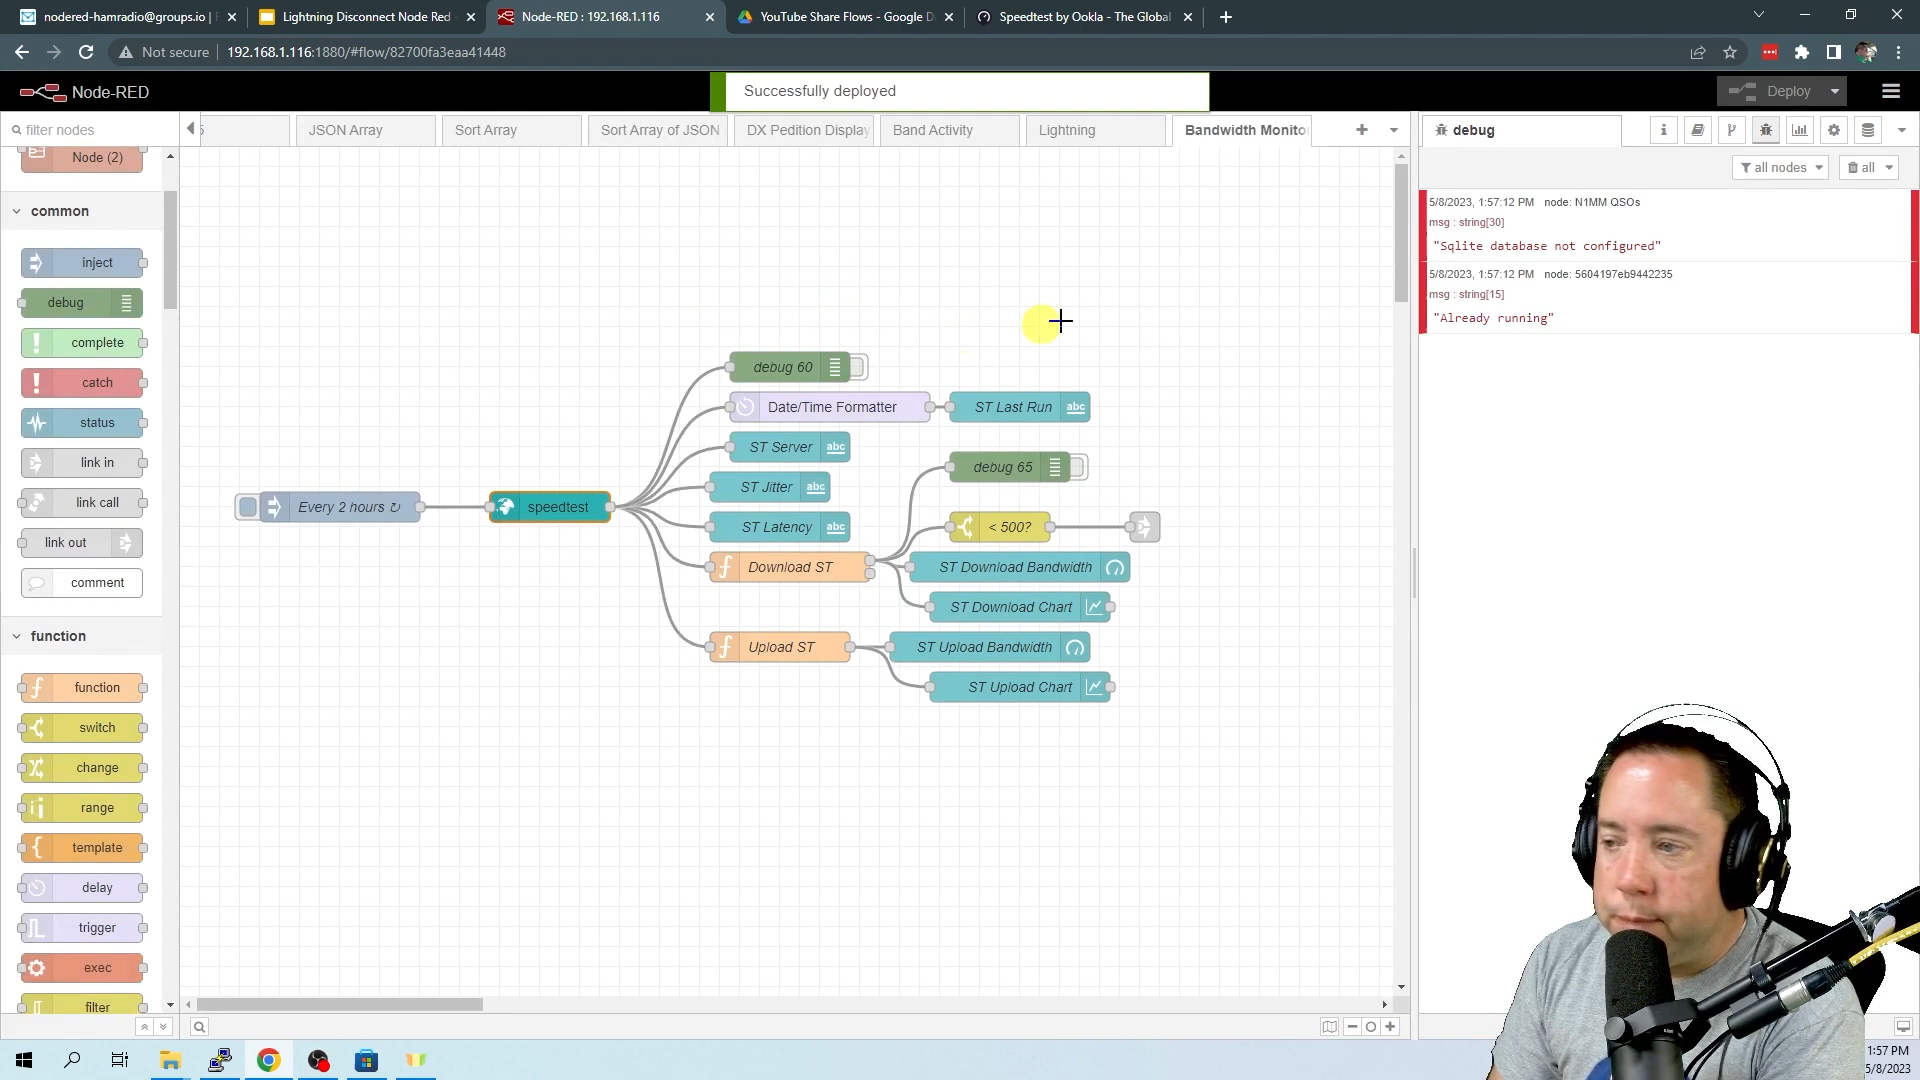 nodered-hamradio@groups.io |
Lightning Disconnect Node Red -
Node-RED : 192.168.1.116
YouTube Share Flows - Google D
Speedtest by Ookla - The Global
Not secure
192.168.1.116:1880/#flow/82700fa3eaa41448
Node-RED
Successfully deployed
Deploy
filter nodes
JSON Array
Sort Array
Sort Array of JSON
DX Pedition Display
Band Activity
Lightning
Bandwidth Monitor
debug
all nodes
all
Node (2)
common
inject
debug
complete
catch
status
link in
link call
link out
comment
function
function
switch
change
range
template
delay
trigger
exec
filter
5/8/2023, 1:57:12 PM node: N1MM QSOs
msg : string[30]
"Sqlite database not configured"
5/8/2023, 1:57:12 PM node: 5604197eb9442235
msg : string[15]
"Already running"
debug 60
Date/Time Formatter
ST Last Run abc
ST Server abc
debug 65
ST Jitter abc
Every 2 hours ↻
speedtest
ST Latency abc
< 500?
Download ST
ST Download Bandwidth
ST Download Chart
Upload ST
ST Upload Bandwidth
ST Upload Chart
1:57 PM
5/8/2023